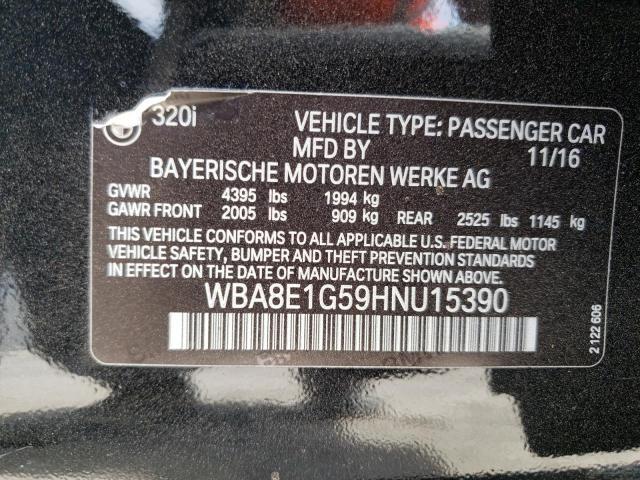 320i
VEHICLE TYPE: PASSENGER CAR
MFD BY 11/16
BAYERISCHE MOTOREN WERKE AG
GVWR 4395 lbs 1994 kg
GAWR FRONT 2005 lbs 909 kg REAR 2525 lbs 1145 kg
THIS VEHICLE CONFORMS TO ALL APPLICABLE U.S. FEDERAL MOTOR
VEHICLE SAFETY, BUMPER AND THEFT PREVENTION STANDARDS
IN EFFECT ON THE DATE OF MANUFACTURE SHOWN ABOVE.
WBA8E1G59HNU15390
2 122 606